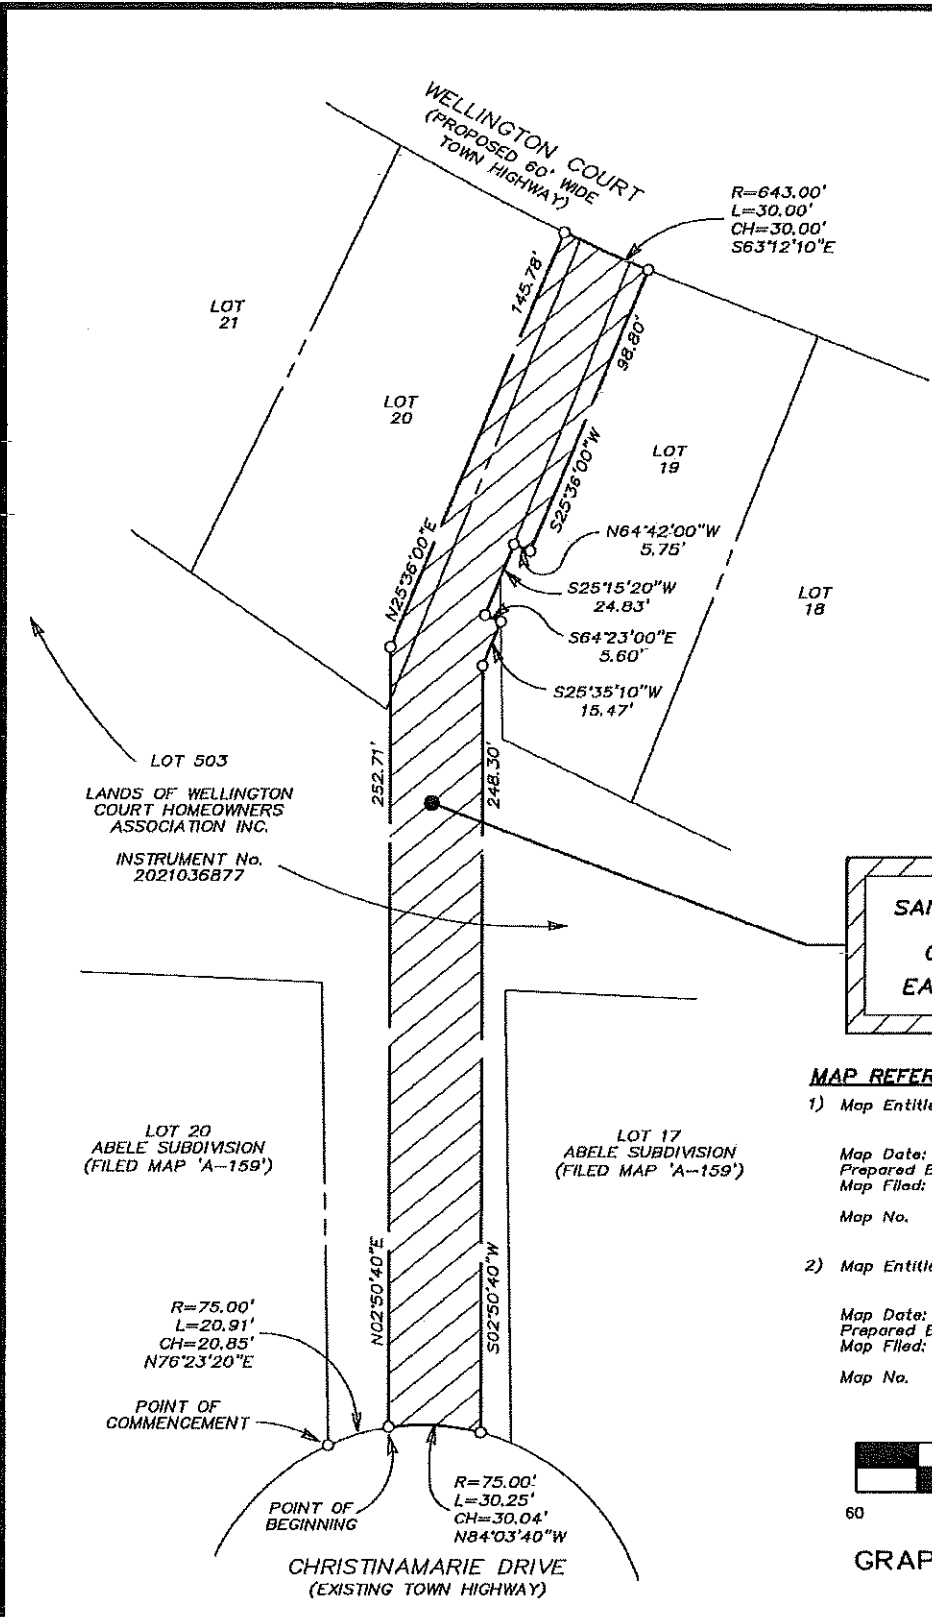 WELLINGTON COURT
(PROPOSED 60' WIDE
TOWN HIGHWAY)
R=643.00'
L=30.00'
CH=30.00'
S63°12'10"E
145.78'
98.80'
LOT
21
LOT
20
LOT
19
S25°36'00"W
N25°36'00"E
N64°42'00"W
5.75'
S25°15'20"W
24.83'
LOT
18
S64°23'00"E
5.60'
S25°35'10"W
15.47'
LOT 503
LANDS OF WELLINGTON
COURT HOMEOWNERS
ASSOCIATION INC.
INSTRUMENT No.
2021036877
252.71'
248.30'
SAN
EA
MAP REFER
1) Map Entitle
Map Date:
Prepared B
Map Filed:
Map No.
2) Map Entitle
Map Date:
Prepared B
Map Filed:
Map No.
LOT 20
ABELE SUBDIVISION
(FILED MAP 'A-159')
LOT 17
ABELE SUBDIVISION
(FILED MAP 'A-159')
N02°50'40"E
S02°50'40"W
R=75.00'
L=20.91'
CH=20.85'
N76°23'20"E
POINT OF
COMMENCEMENT
POINT OF
BEGINNING
R=75.00'
L=30.25'
CH=30.04'
N84°03'40"W
CHRISTINAMARIE DRIVE
(EXISTING TOWN HIGHWAY)
60
GRAP